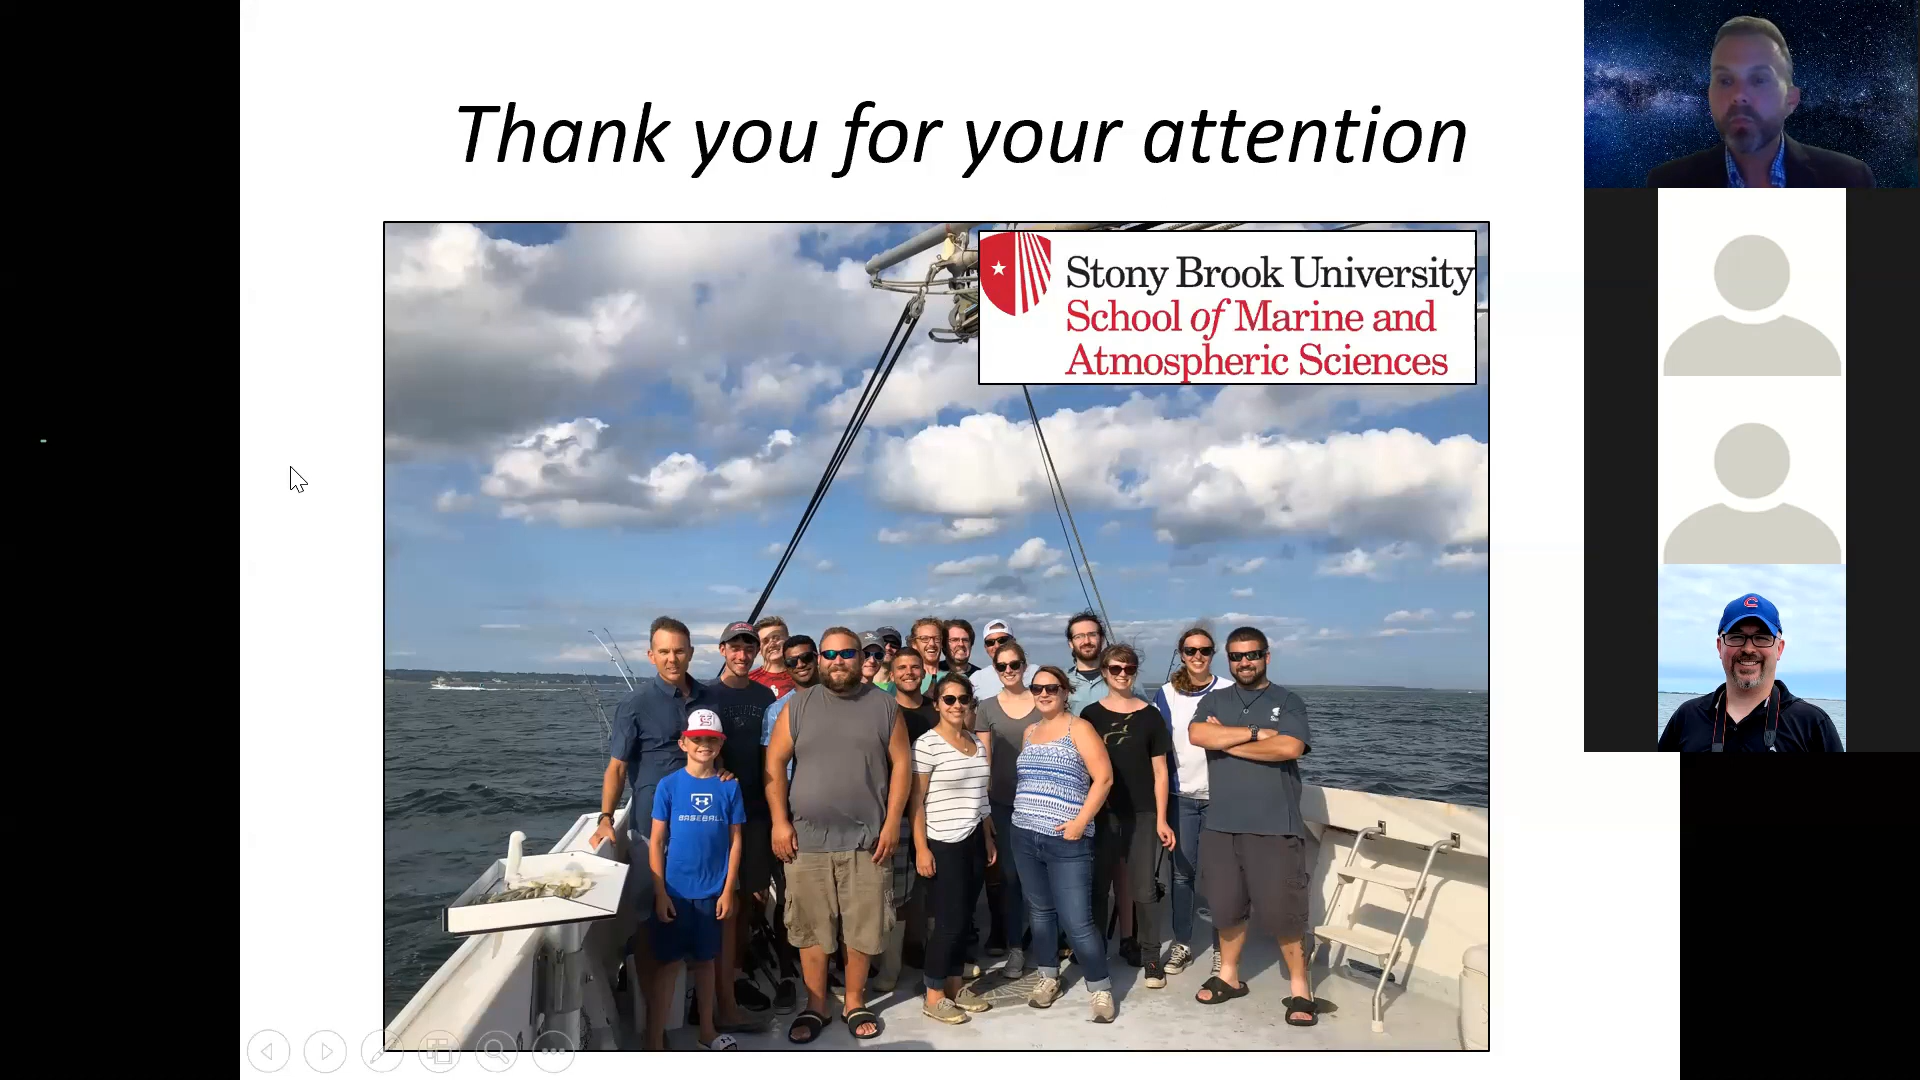 Thank you for your attention
Stony Brook University
School of Marine and
Atmospheric Sciences
BASEBALL